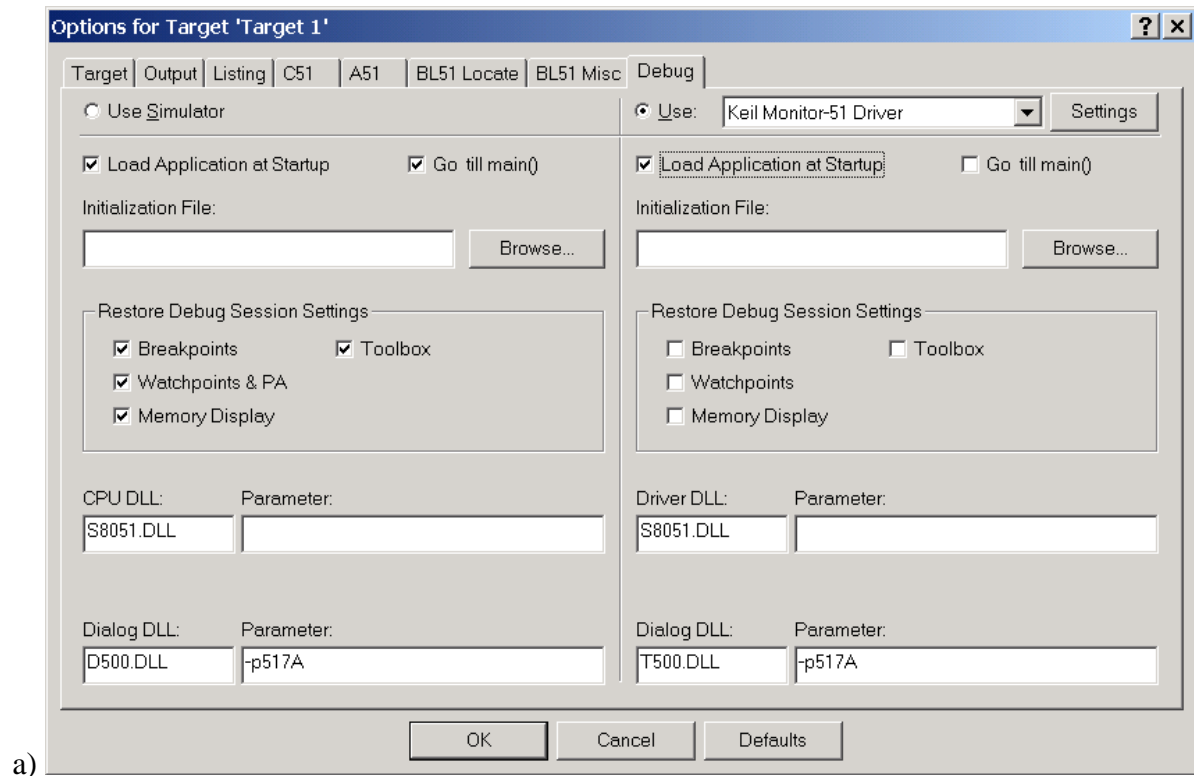 Options for Target 'Target 1'
Target Output Listing C51 A51 BL51 Locate BL51 Misc Debug
Use Simulator
Use: Keil Monitor-51 Driver Settings
Load Application at Startup Go till main()
Load Application at Startup Go till main()
Initialization File:
Initialization File:
Browse...
Browse...
Restore Debug Session Settings
Breakpoints Toolbox
Watchpoints & PA
Memory Display
Restore Debug Session Settings
Breakpoints Toolbox
Watchpoints
Memory Display
CPU DLL: Parameter:
S8051.DLL
Driver DLL: Parameter:
S8051.DLL
Dialog DLL: Parameter:
D500.DLL -p517A
Dialog DLL: Parameter:
T500.DLL -p517A
OK Cancel Defaults
a)